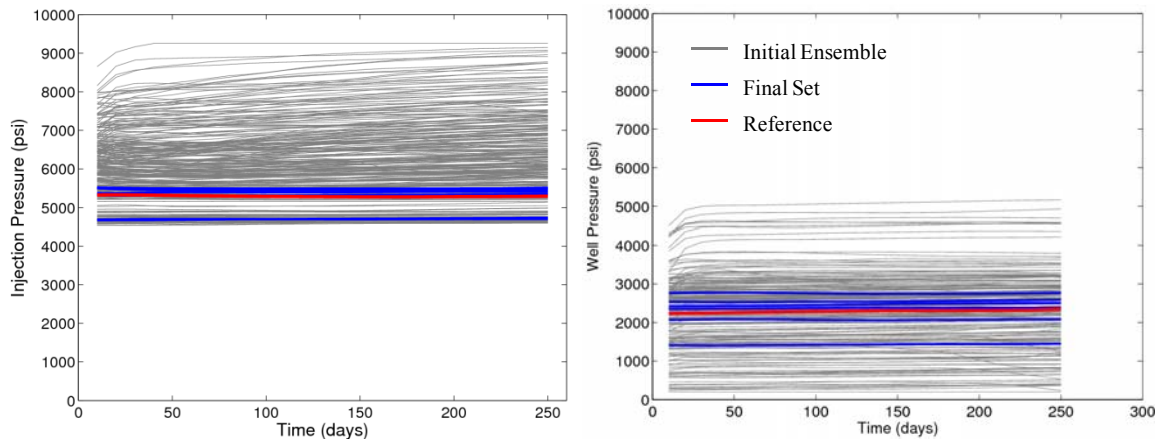 10000
9000
8000
7000
6000
5000
4000
3000
2000
1000
0
Injection Pressure (psi)
0 50 100 150 200 250
Time (days)
10000
9000
8000
7000
6000
5000
4000
3000
2000
1000
0
Well Pressure (psi)
Initial Ensemble
Final Set
Reference
0 50 100 150 200 250 300
Time (days)